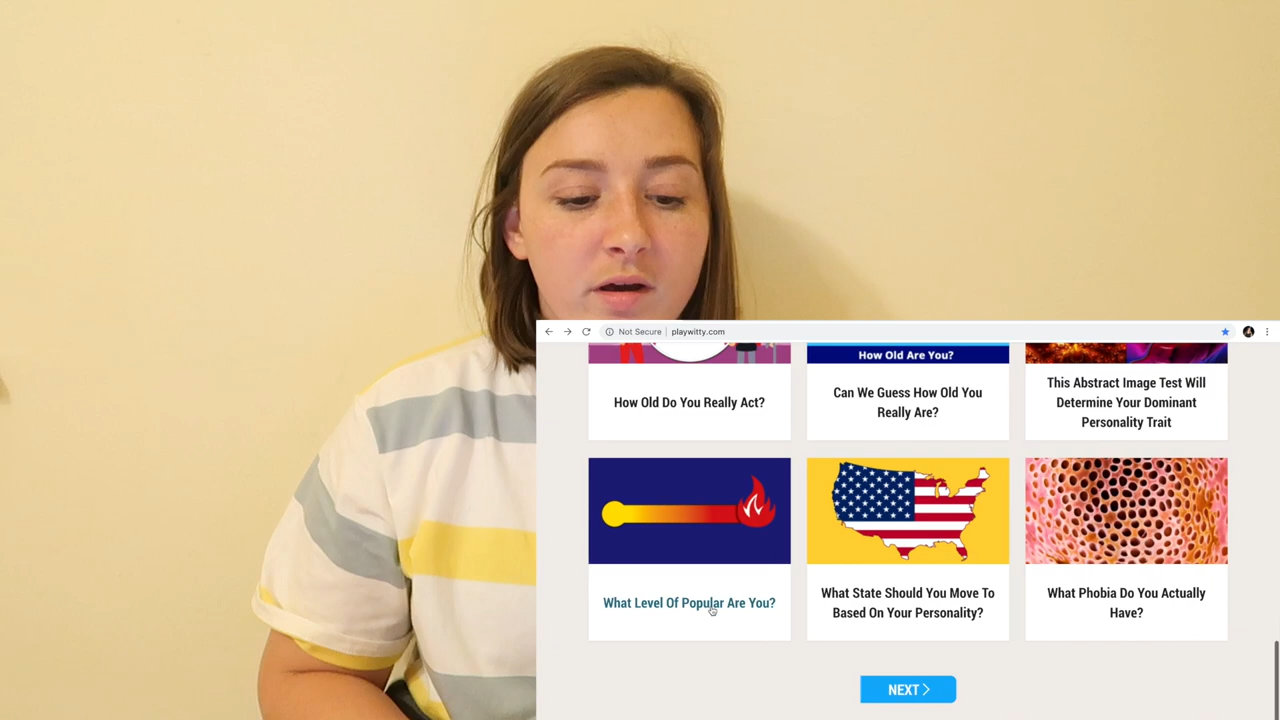 Not Secure | playwitty.com
How Old Are You?
How Old Do You Really Act?
Can We Guess How Old You
Really Are?
This Abstract Image Test Will
Determine Your Dominant
Personality Trait
What Level Of Popular Are You?
What State Should You Move To
Based On Your Personality?
What Phobia Do You Actually
Have?
NEXT